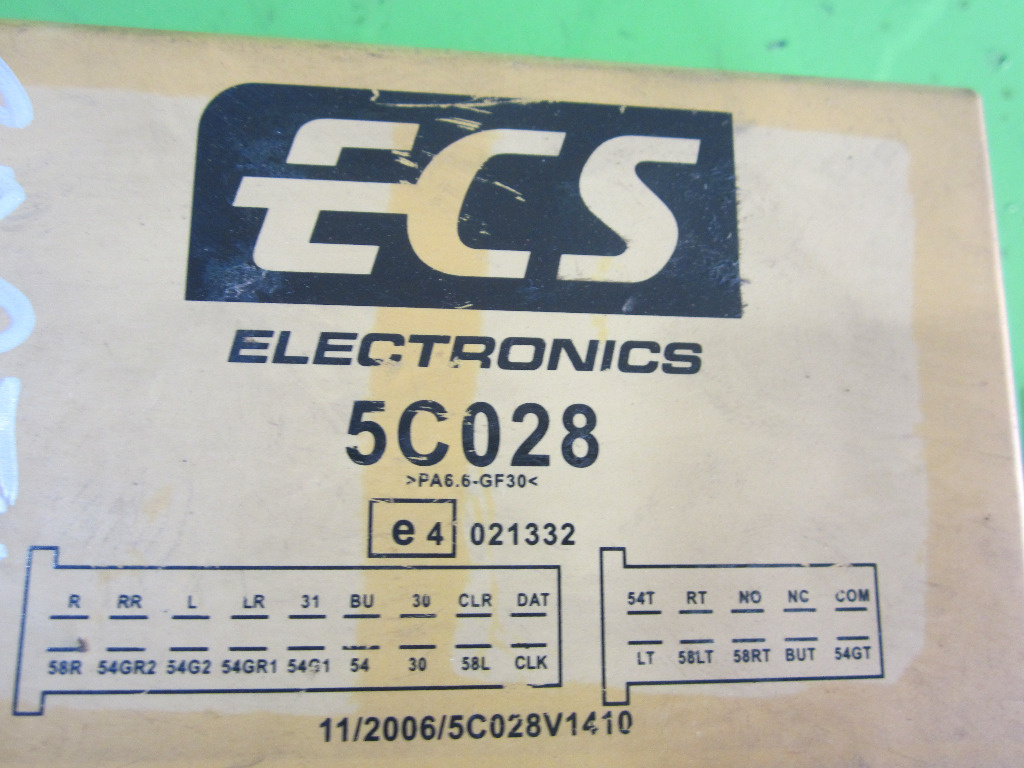 ECS
ELECTRONICS
5C028
>PA6.6-GF30<
e4 021332
R RR L LR 31 BU 30 CLR DAT
58R 54GR2 54G2 54GR1 54G1 54 30 58L CLK
54T RT NO NC COM
LT 58LT 58RT BUT 54GT
11/2006/5C028V1410